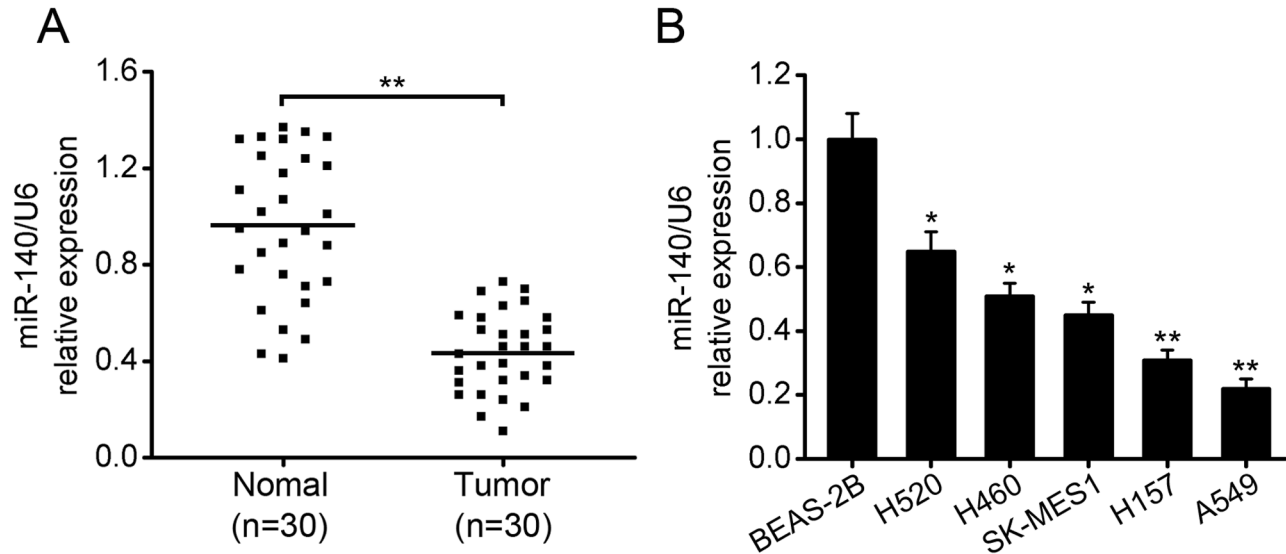 A
miR-140/U6
relative expression
1.6
1.2
0.8
0.4
0.0
**
Nomal
(n=30)
Tumor
(n=30)
B
miR-140/U6
relative expression
1.2
1.0
0.8
0.6
0.4
0.2
0.0
*
*
*
**
**
BEAS-2B
H520
H460
SK-MES1
H157
A549